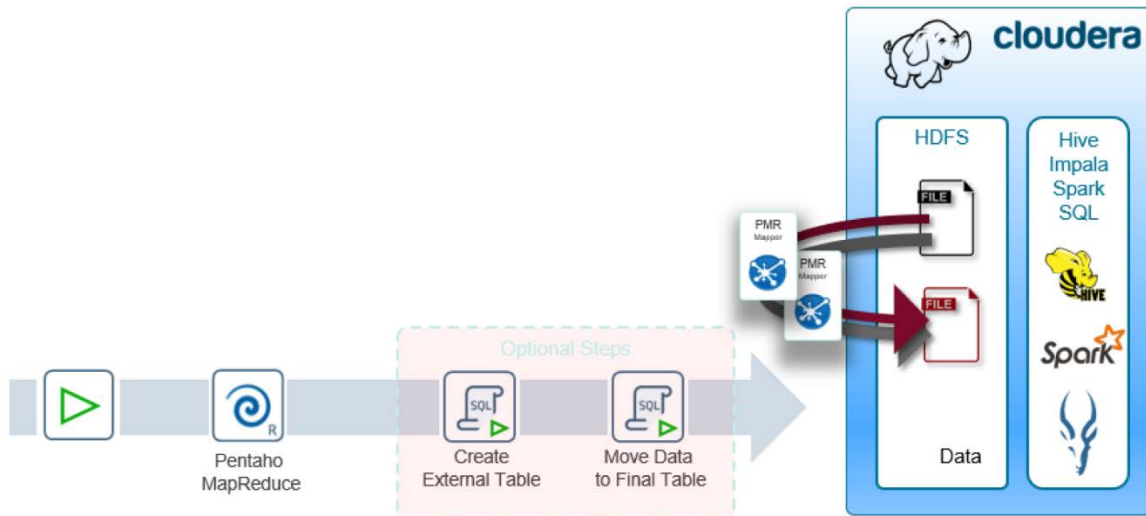 cloudera
HDFS
Hive
Impala
Spark
SQL
FILE
PMR
Mapper
PMR
Mapper
FILE
HIVE
Spark
Data
Optional Steps
SQL
SQL
R
Pentaho
MapReduce
Create
External Table
Move Data
to Final Table